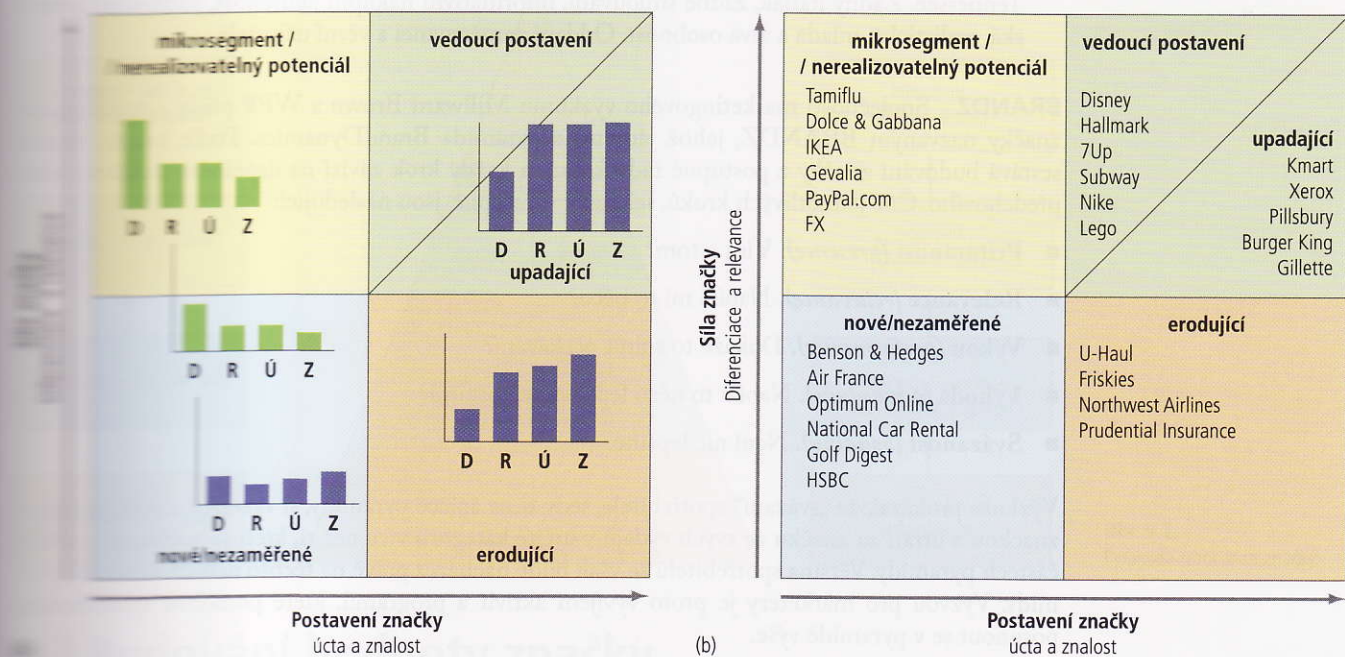 mikrosegment /
/ nerealizovatelný potenciál
D R Ú Z
D R Ú Z
D R Ú Z
nové/nezaměřené
vedoucí postavení
D R Ú Z
upadající
D R Ú Z
erodující
Postavení značky
úcta a znalost
(b)
Síla značky
Diferenciace a relevance
mikrosegment /
/ nerealizovatelný potenciál
Tamiflu
Dolce & Gabbana
IKEA
Gevalia
PayPal.com
FX
vedoucí postavení
Disney
Hallmark
7Up
Subway
Nike
Lego
upadající
Kmart
Xerox
Pillsbury
Burger King
Gillette
nové/nezaměřené
Benson & Hedges
Air France
Optimum Online
National Car Rental
Golf Digest
HSBC
erodující
U-Haul
Friskies
Northwest Airlines
Prudential Insurance
Postavení značky
úcta a znalost